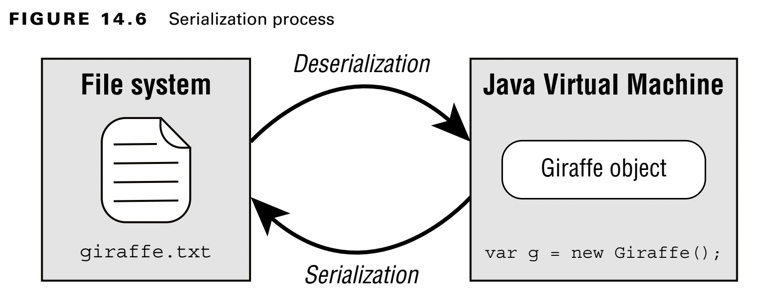 FIGURE 14.6 Serialization process
Deserialization
File system
Java Virtual Machine
Giraffe object
giraffe.txt
var g = new Giraffe();
Serialization